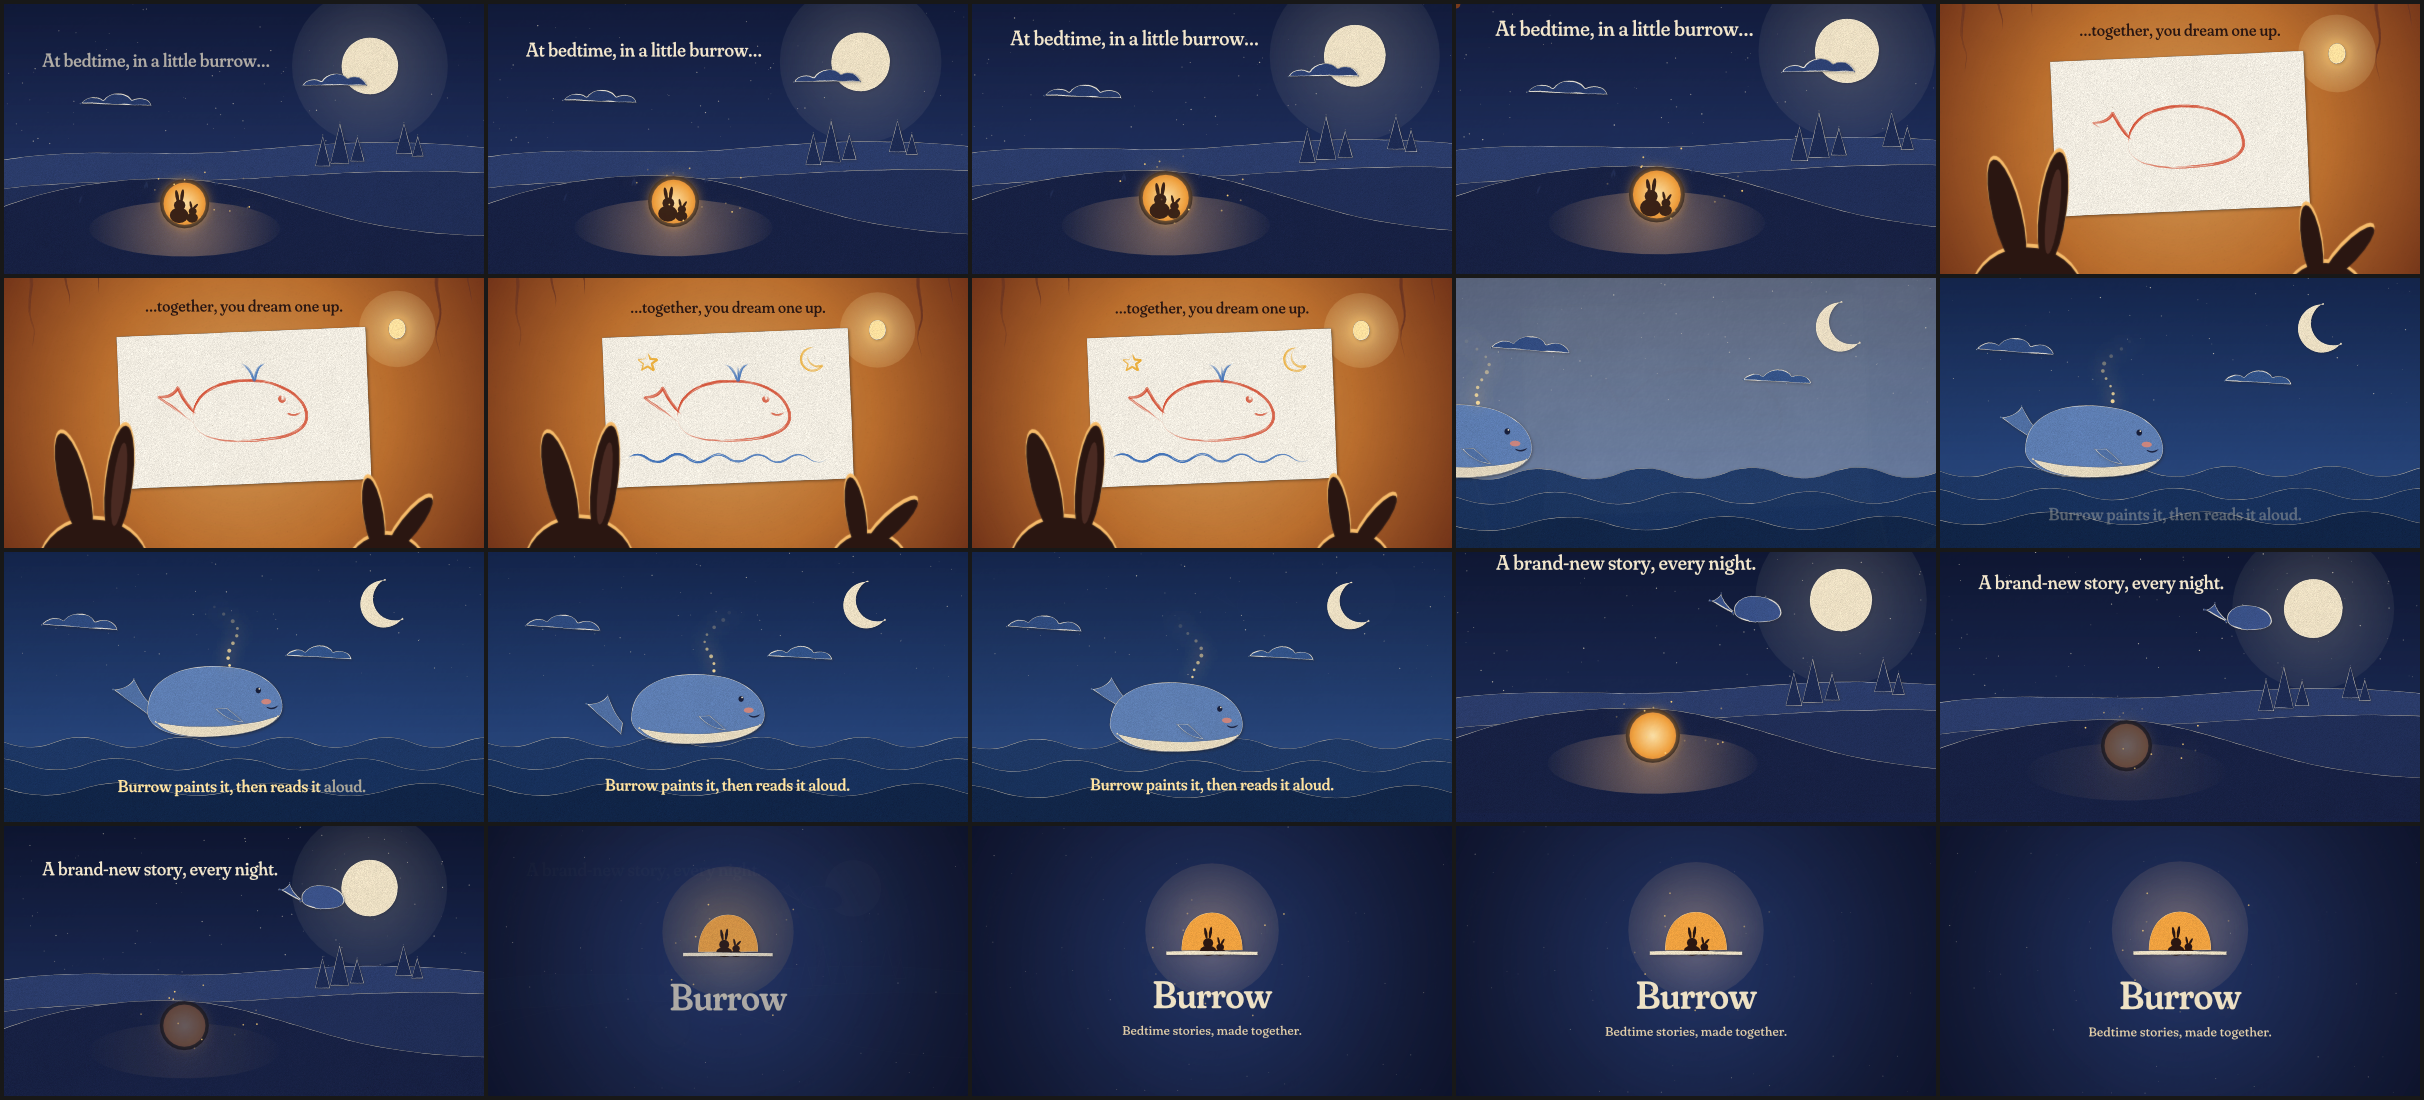 At bedtime, in a little burrow...
At bedtime, in a little burrow...
At bedtime, in a little burrow...
At bedtime, in a little burrow...
...together, you dream one up.
...together, you dream one up.
...together, you dream one up.
...together, you dream one up.
Burrow paints it, then reads it aloud.
Burrow paints it, then reads it aloud.
Burrow paints it, then reads it aloud.
Burrow paints it, then reads it aloud.
A brand-new story, every night.
A brand-new story, every night.
A brand-new story, every night.
A brand-new story, every night.
Burrow
Burrow
Bedtime stories, made together.
Burrow
Bedtime stories, made together.
Burrow
Bedtime stories, made together.